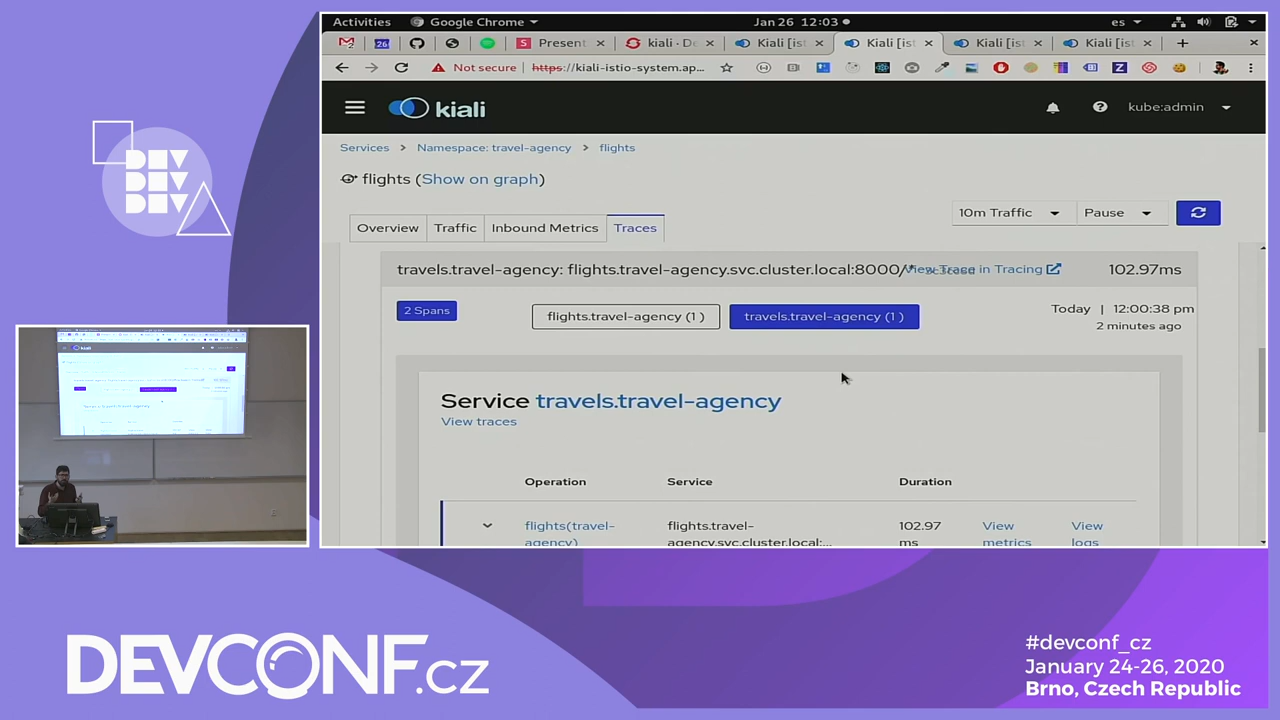 Activities Google Chrome Jan 26 12:03 es
26 Present kiali - De Kiali [ist Kiali [ist Kiali [ist Kiali [ist
Not secure https://kiali-istio-system.ap...
kiali kube:admin
Services > Namespace: travel-agency > flights
flights (Show on graph)
10m Traffic Pause
Overview Traffic Inbound Metrics Traces
travels.travel-agency: flights.travel-agency.svc.cluster.local:8000/* View Trace in Tracing 102.97ms
2 Spans flights.travel-agency (1 ) travels.travel-agency (1 ) Today | 12:00:38 pm
2 minutes ago
Service travels.travel-agency
View traces
Operation Service Duration
flights(travel- flights.travel- 102.97 View View
agency) agency.svc.cluster.local:... ms metrics logs
DEV
DEV
DEV
DEVCONF.cz
#devconf_cz
January 24-26, 2020
Brno, Czech Republic